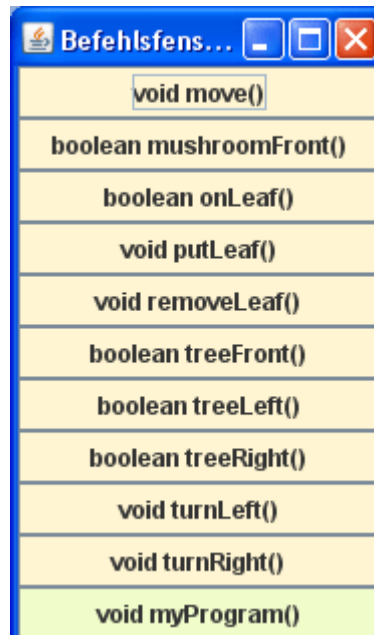 Befehlsfens...
void move()
boolean mushroomFront()
boolean onLeaf()
void putLeaf()
void removeLeaf()
boolean treeFront()
boolean treeLeft()
boolean treeRight()
void turnLeft()
void turnRight()
void myProgram()